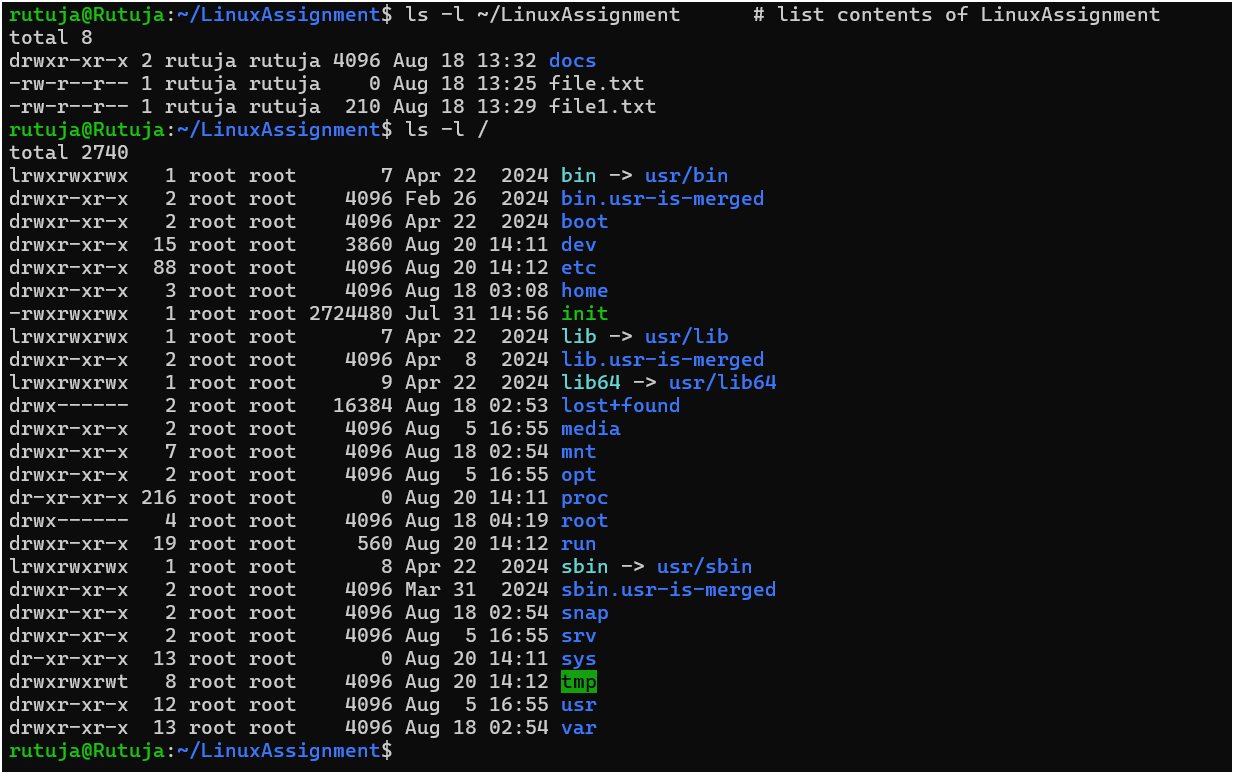 rutuja@Rutuja:~/LinuxAssignment$ ls -l ~/LinuxAssignment      # list contents of LinuxAssignment
total 8
drwxr-xr-x 2 rutuja rutuja 4096 Aug 18 13:32 docs
-rw-r--r-- 1 rutuja rutuja    0 Aug 18 13:25 file.txt
-rw-r--r-- 1 rutuja rutuja  210 Aug 18 13:29 file1.txt
rutuja@Rutuja:~/LinuxAssignment$ ls -l /
total 2740
lrwxrwxrwx   1 root root       7 Apr 22  2024 bin -> usr/bin
drwxr-xr-x   2 root root    4096 Feb 26  2024 bin.usr-is-merged
drwxr-xr-x   2 root root    4096 Apr 22  2024 boot
drwxr-xr-x  15 root root    3860 Aug 20 14:11 dev
drwxr-xr-x  88 root root    4096 Aug 20 14:12 etc
drwxr-xr-x   3 root root    4096 Aug 18 03:08 home
-rwxrwxrwx   1 root root 2724480 Jul 31 14:56 init
lrwxrwxrwx   1 root root       7 Apr 22  2024 lib -> usr/lib
drwxr-xr-x   2 root root    4096 Apr  8  2024 lib.usr-is-merged
lrwxrwxrwx   1 root root       9 Apr 22  2024 lib64 -> usr/lib64
drwx------   2 root root   16384 Aug 18 02:53 lost+found
drwxr-xr-x   2 root root    4096 Aug  5 16:55 media
drwxr-xr-x   7 root root    4096 Aug 18 02:54 mnt
drwxr-xr-x   2 root root    4096 Aug  5 16:55 opt
dr-xr-xr-x 216 root root       0 Aug 20 14:11 proc
drwx------   4 root root    4096 Aug 18 04:19 root
drwxr-xr-x  19 root root     560 Aug 20 14:12 run
lrwxrwxrwx   1 root root       8 Apr 22  2024 sbin -> usr/sbin
drwxr-xr-x   2 root root    4096 Mar 31  2024 sbin.usr-is-merged
drwxr-xr-x   2 root root    4096 Aug 18 02:54 snap
drwxr-xr-x   2 root root    4096 Aug  5 16:55 srv
dr-xr-xr-x  13 root root       0 Aug 20 14:11 sys
drwxrwxrwt   8 root root    4096 Aug 20 14:12 tmp
drwxr-xr-x  12 root root    4096 Aug  5 16:55 usr
drwxr-xr-x  13 root root    4096 Aug 18 02:54 var
rutuja@Rutuja:~/LinuxAssignment$